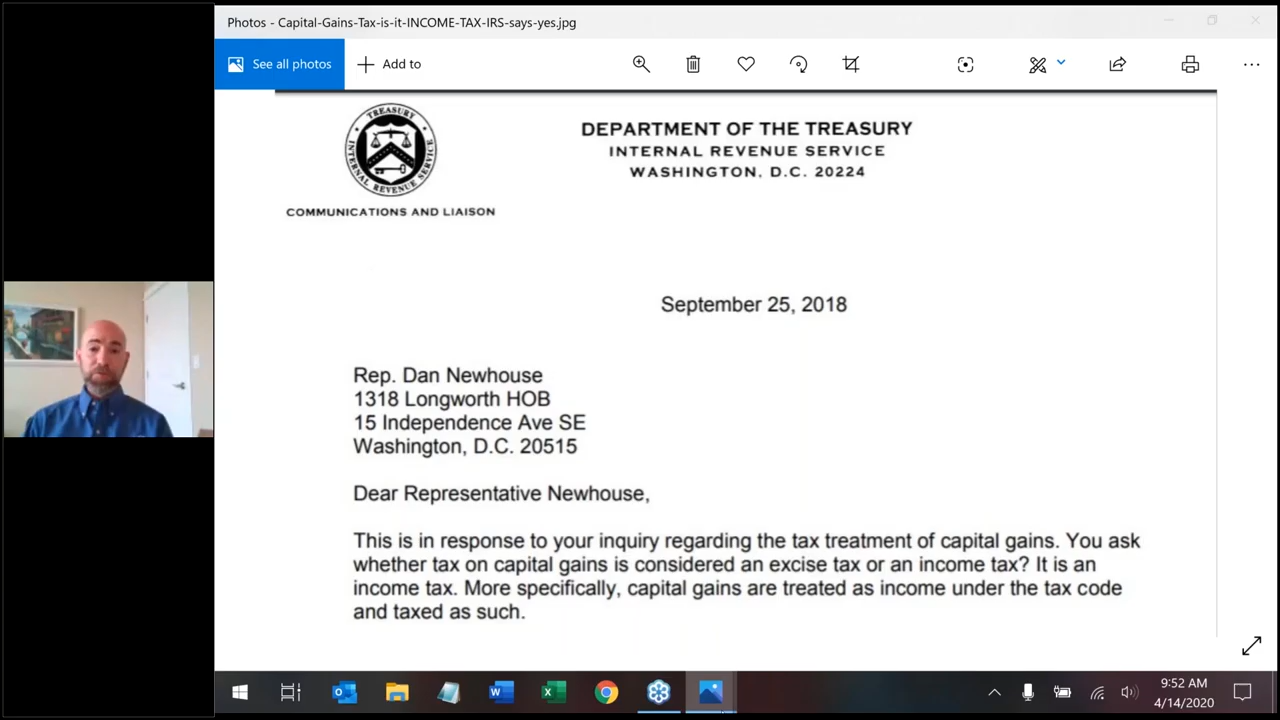 Photos - Capital-Gains-Tax-is-it-INCOME-TAX-IRS-says-yes.jpg
See all photos
Add to
TREASURY
INTERNAL REVENUE SERVICE
COMMUNICATIONS AND LIAISON
DEPARTMENT OF THE TREASURY
INTERNAL REVENUE SERVICE
WASHINGTON, D.C. 20224
September 25, 2018
Rep. Dan Newhouse
1318 Longworth HOB
15 Independence Ave SE
Washington, D.C. 20515
Dear Representative Newhouse,
This is in response to your inquiry regarding the tax treatment of capital gains. You ask
whether tax on capital gains is considered an excise tax or an income tax? It is an
income tax. More specifically, capital gains are treated as income under the tax code
and taxed as such.
9:52 AM
4/14/2020